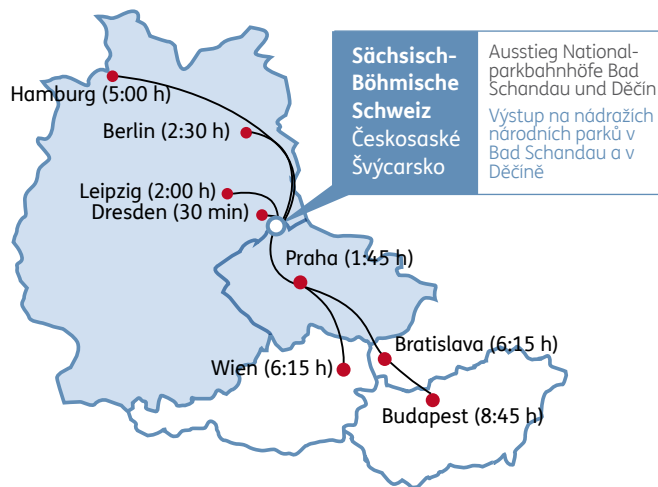 Sächsisch-
Böhmische
Schweiz
Českosaské
Švýcarsko
Ausstieg National-
parkbahnhöfe Bad
Schandau und Děčín
Výstup na nádražích
národních parků v
Bad Schandau a v
Děčíně
Hamburg (5:00 h)
Berlin (2:30 h)
Leipzig (2:00 h)
Dresden (30 min)
Praha (1:45 h)
Wien (6:15 h)
Bratislava (6:15 h)
Budapest (8:45 h)